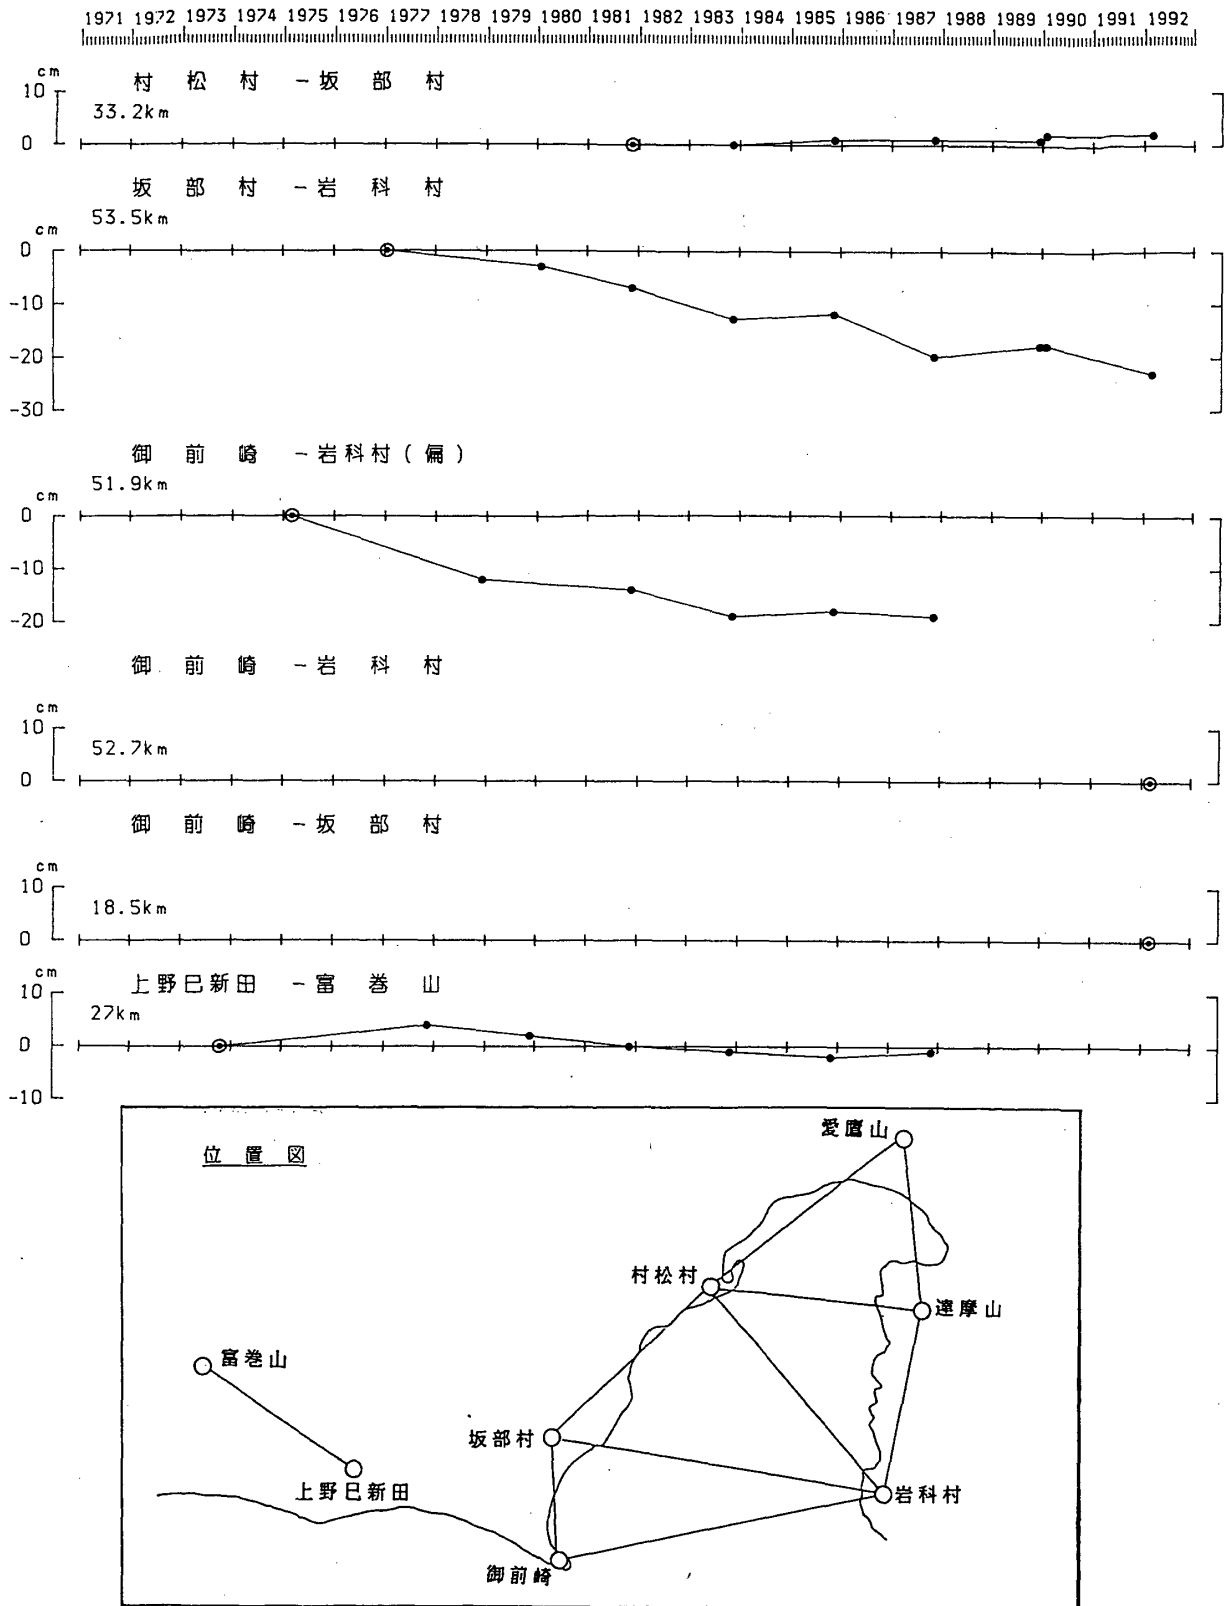 1971 1972 1973 1974 1975 1976 1977 1978 1979 1980 1981 1982 1983 1984 1985 1986 1987 1988 1989 1990 1991 1992
cm
村 松 村 - 坂 部 村
10
33.2km
0
坂 部 村 - 岩 科 村
53.5km
cm
0
-10
-20
-30
御 前 崎 - 岩科村(偏)
51.9km
cm
0
-10
-20
御 前 崎 - 岩 科 村
cm
10
52.7km
0
御 前 崎 - 坂 部 村
cm
10
18.5km
0
cm
上野巳新田 - 富 巻 山
10
27km
0
-10
位 置 図
愛鷹山
村松村
達摩山
富巻山
坂部村
上野巳新田
岩科村
御前崎